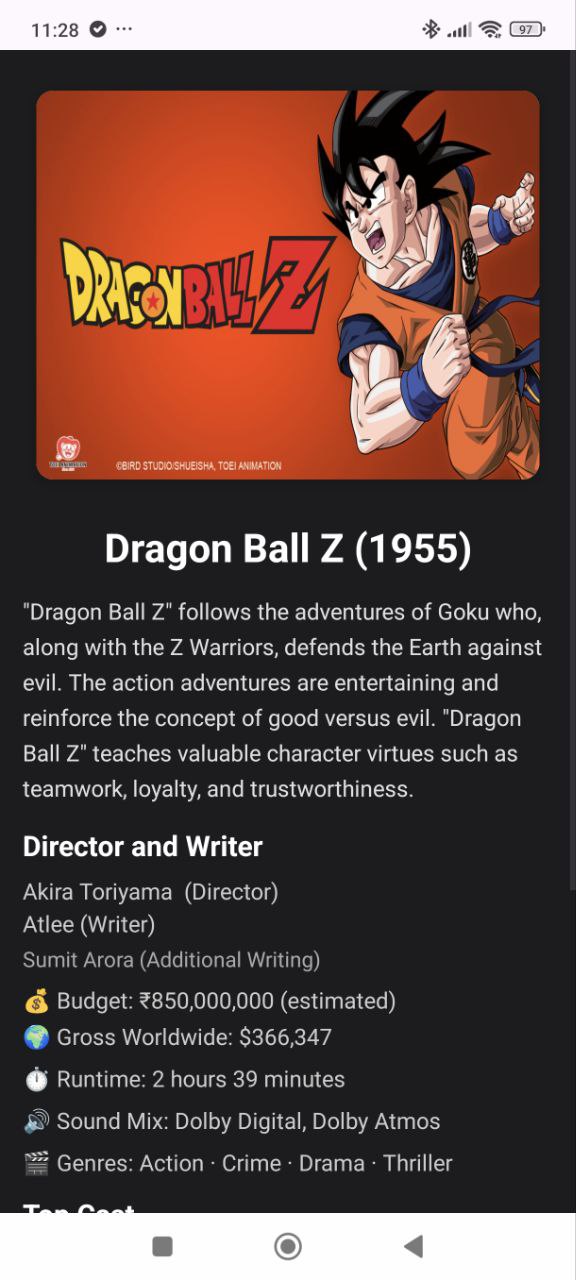 11:28
97
DRAGON BALL Z
TOEI ANIMATION
©BIRD STUDIO/SHUEISHA, TOEI ANIMATION
Dragon Ball Z (1955)
"Dragon Ball Z" follows the adventures of Goku who,
along with the Z Warriors, defends the Earth against
evil. The action adventures are entertaining and
reinforce the concept of good versus evil. "Dragon
Ball Z" teaches valuable character virtues such as
teamwork, loyalty, and trustworthiness.
Director and Writer
Akira Toriyama (Director)
Atlee (Writer)
Sumit Arora (Additional Writing)
💰 Budget: ₹850,000,000 (estimated)
🌍 Gross Worldwide: $366,347
⏱️ Runtime: 2 hours 39 minutes
🔊 Sound Mix: Dolby Digital, Dolby Atmos
🎬 Genres: Action · Crime · Drama · Thriller
Top Cast